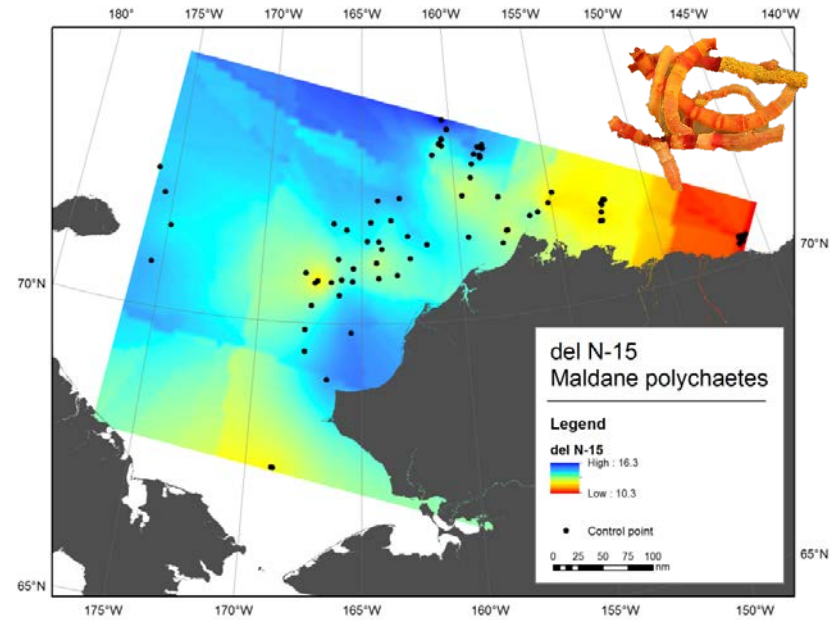 180° 175°W 170°W 165°W 160°W 155°W 150°W 145°W 140°W
70°N
70°N
del N-15
Maldane polychaetes
Legend
del N-15
High : 16.3
Low : 10.3
Control point
0 25 50 75 100
nm
65°N
65°N
175°W 170°W 165°W 160°W 155°W 150°W